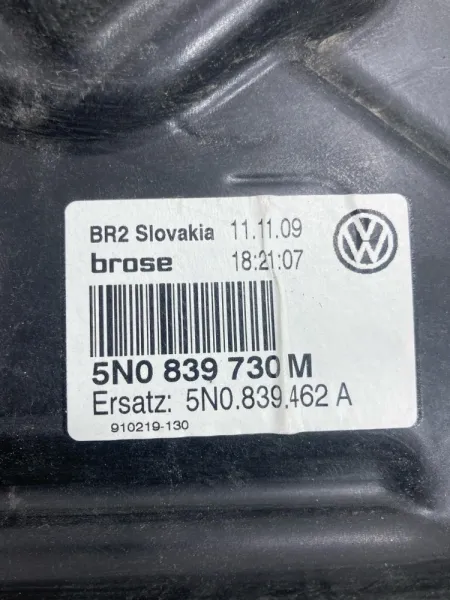 BR2 Slovakia 11.11.09
brose 18:21:07
5N0 839 730 M
Ersatz: 5N0.839.462 A
910219-130